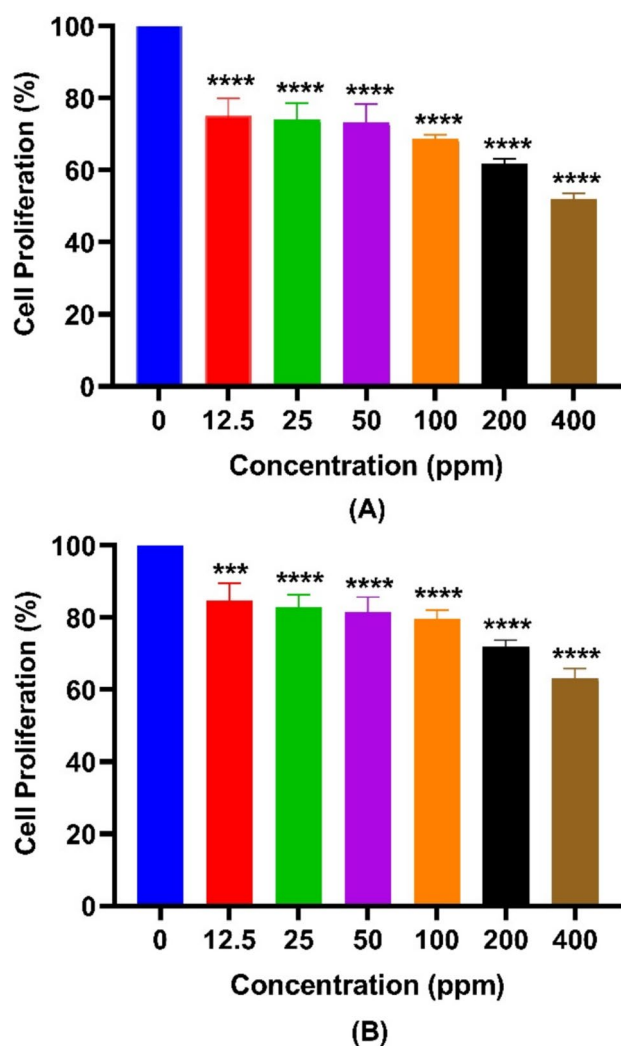 100
80
60
40
20
0
Cell Proliferation (%)
**** **** **** **** **** ****
0 12.5 25 50 100 200 400
Concentration (ppm)
(A)
100
80
60
40
20
0
Cell Proliferation (%)
*** **** **** **** **** ****
0 12.5 25 50 100 200 400
Concentration (ppm)
(B)